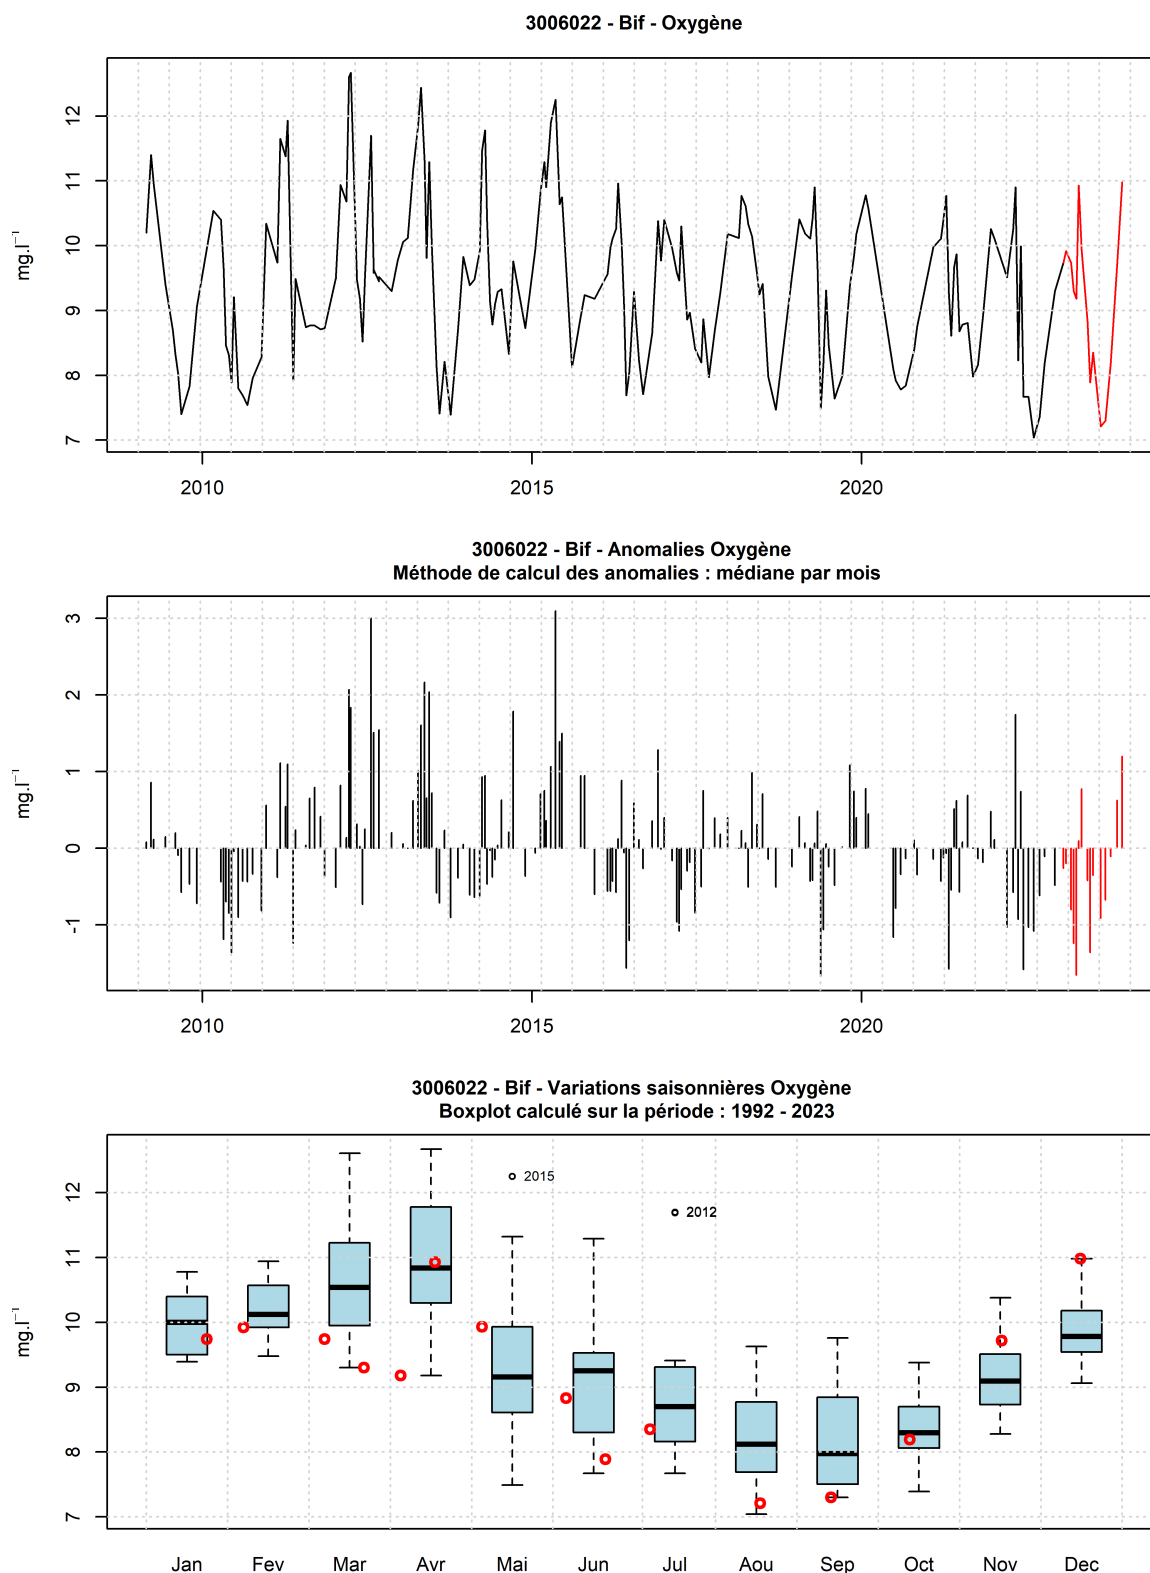 3006022 - Bif - Oxygène
mg.l⁻¹
12
11
10
9
8
7
2010 2015 2020
3006022 - Bif - Anomalies Oxygène
Méthode de calcul des anomalies : médiane par mois
mg.l⁻¹
3
2
1
0
-1
2010 2015 2020
3006022 - Bif - Variations saisonnières Oxygène
Boxplot calculé sur la période : 1992 - 2023
mg.l⁻¹
12
11
10
9
8
7
2015
2012
Jan Fev Mar Avr Mai Jun Jul Aou Sep Oct Nov Dec